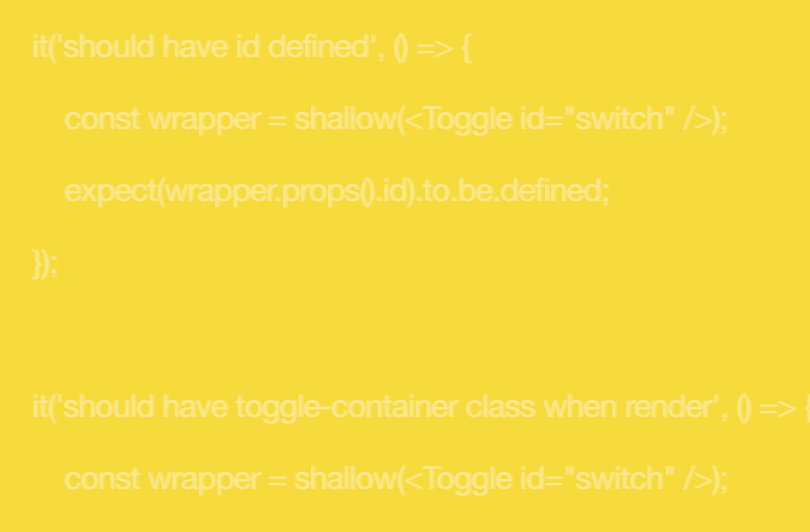 it('should have id defined', () => {
const wrapper = shallow(<Toggle id="switch" />);
expect(wrapper.props().id).to.be.defined;
});
it('should have toggle-container class when render', () => {
const wrapper = shallow(<Toggle id="switch" />);